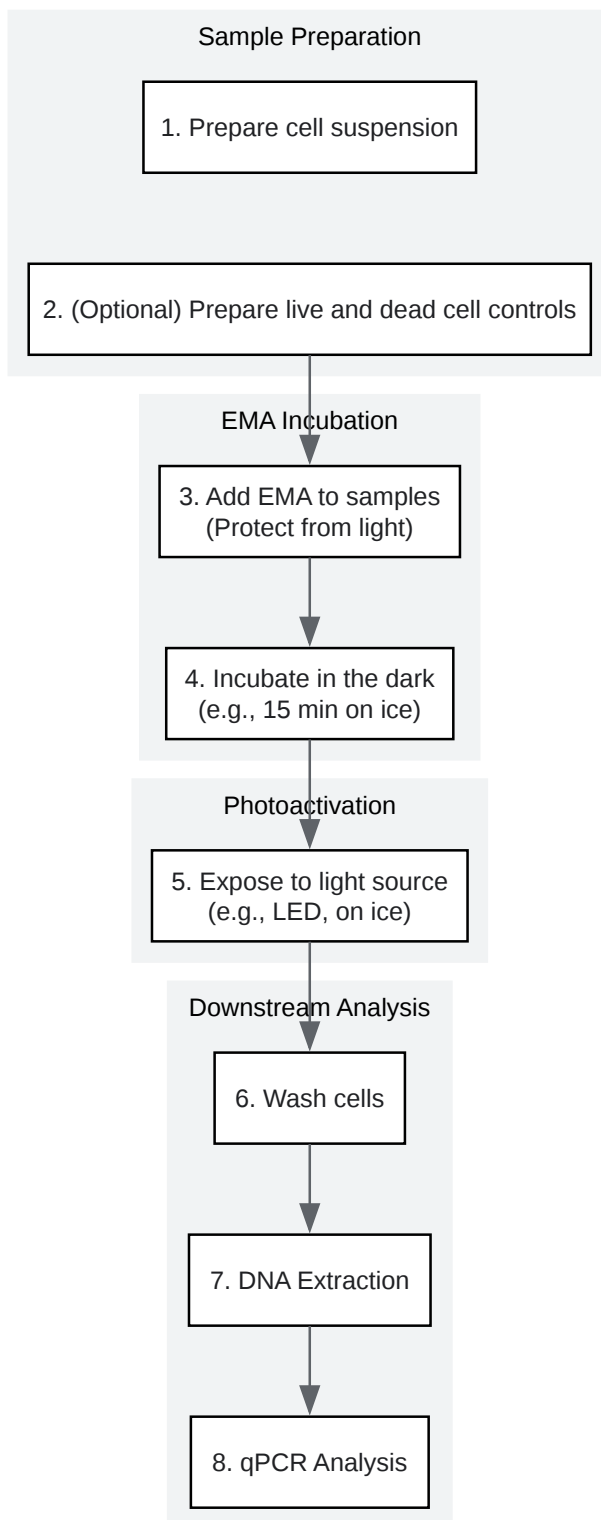 Sample Preparation
1. Prepare cell suspension
2. (Optional) Prepare live and dead cell controls
EMA Incubation
3. Add EMA to samples
(Protect from light)
4. Incubate in the dark
(e.g., 15 min on ice)
Photoactivation
5. Expose to light source
(e.g., LED, on ice)
Downstream Analysis
6. Wash cells
7. DNA Extraction
8. qPCR Analysis